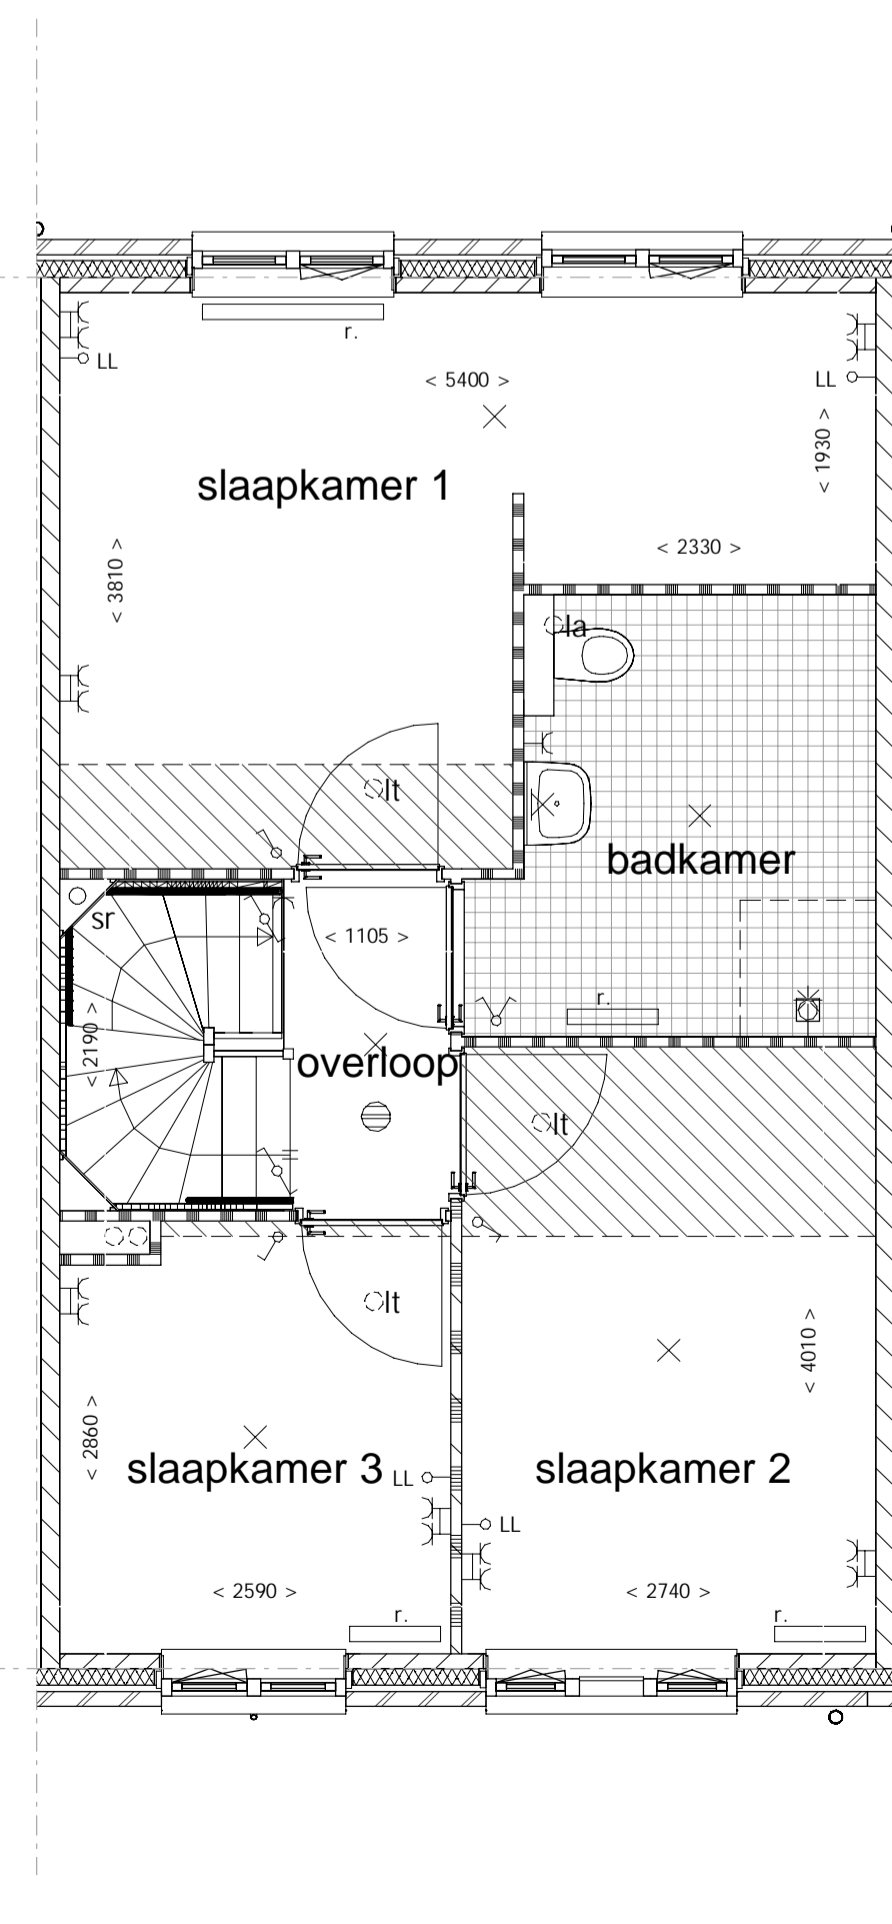 r.
LL
LL
< 5400 >
< 1930 >
slaapkamer 1
< 2330 >
< 3810 >
la
lt
badkamer
sr
< 1105 >
r.
< 2190 >
overloop
lt
lt
< 4010 >
< 2860 >
slaapkamer 3
LL
slaapkamer 2
LL
< 2590 >
< 2740 >
r.
r.